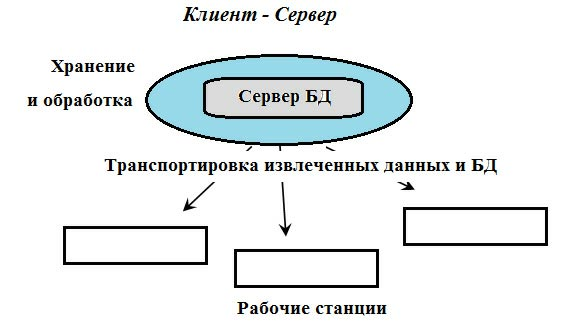 Клиент - Сервер
Хранение
и обработка
Сервер БД
Транспортировка извлеченных данных и БД
Рабочие станции